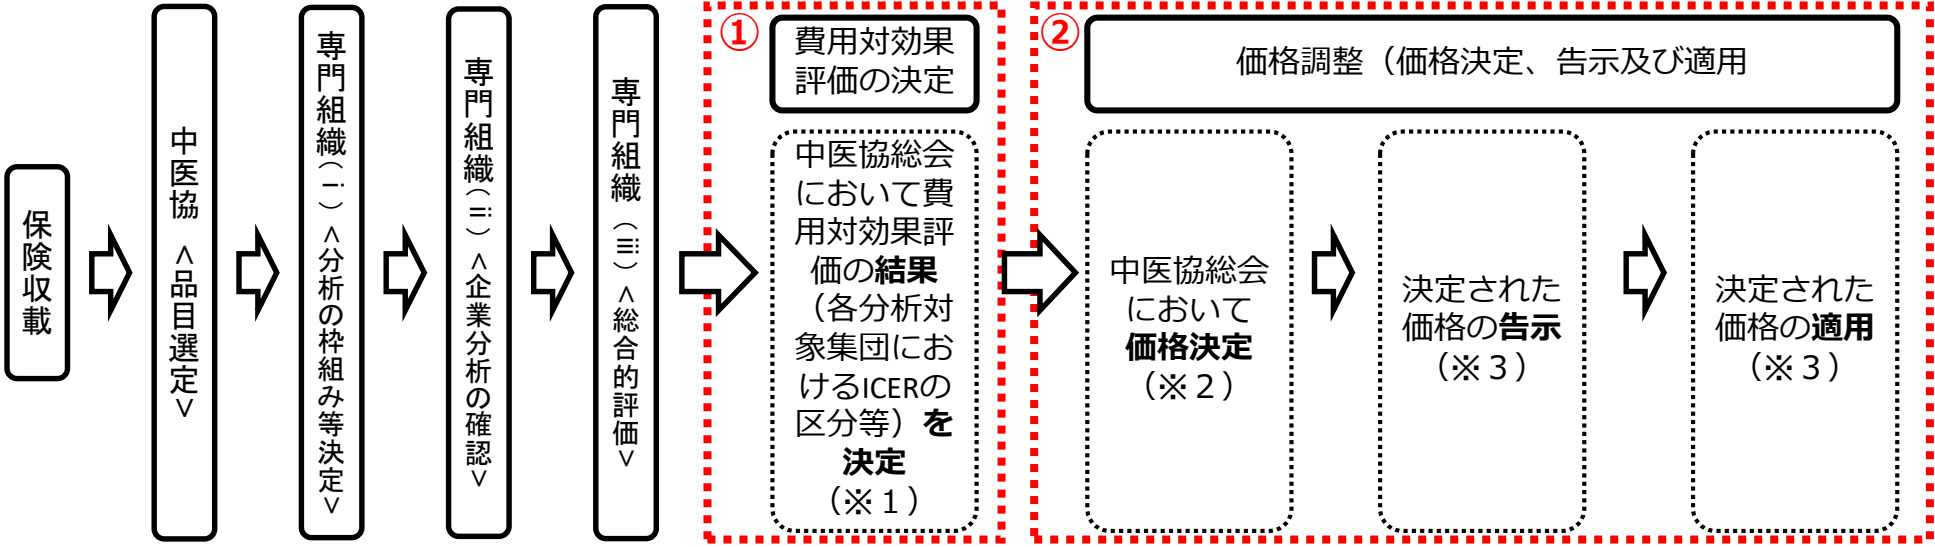 保険収載
中医協 <品目選定>
専門組織（ⅰ）<分析の枠組み等決定>
専門組織（ⅱ）<企業分析の確認>
専門組織（ⅲ）<総合的評価>
①
費用対効果
評価の決定
中医協総会
において費
用対効果評
価の結果
（各分析対
象集団にお
けるICERの
区分等）を
決定
（※１）
②
価格調整（価格決定、告示及び適用
中医協総会
において
価格決定
（※２）
決定された
価格の告示
（※３）
決定された
価格の適用
（※３）